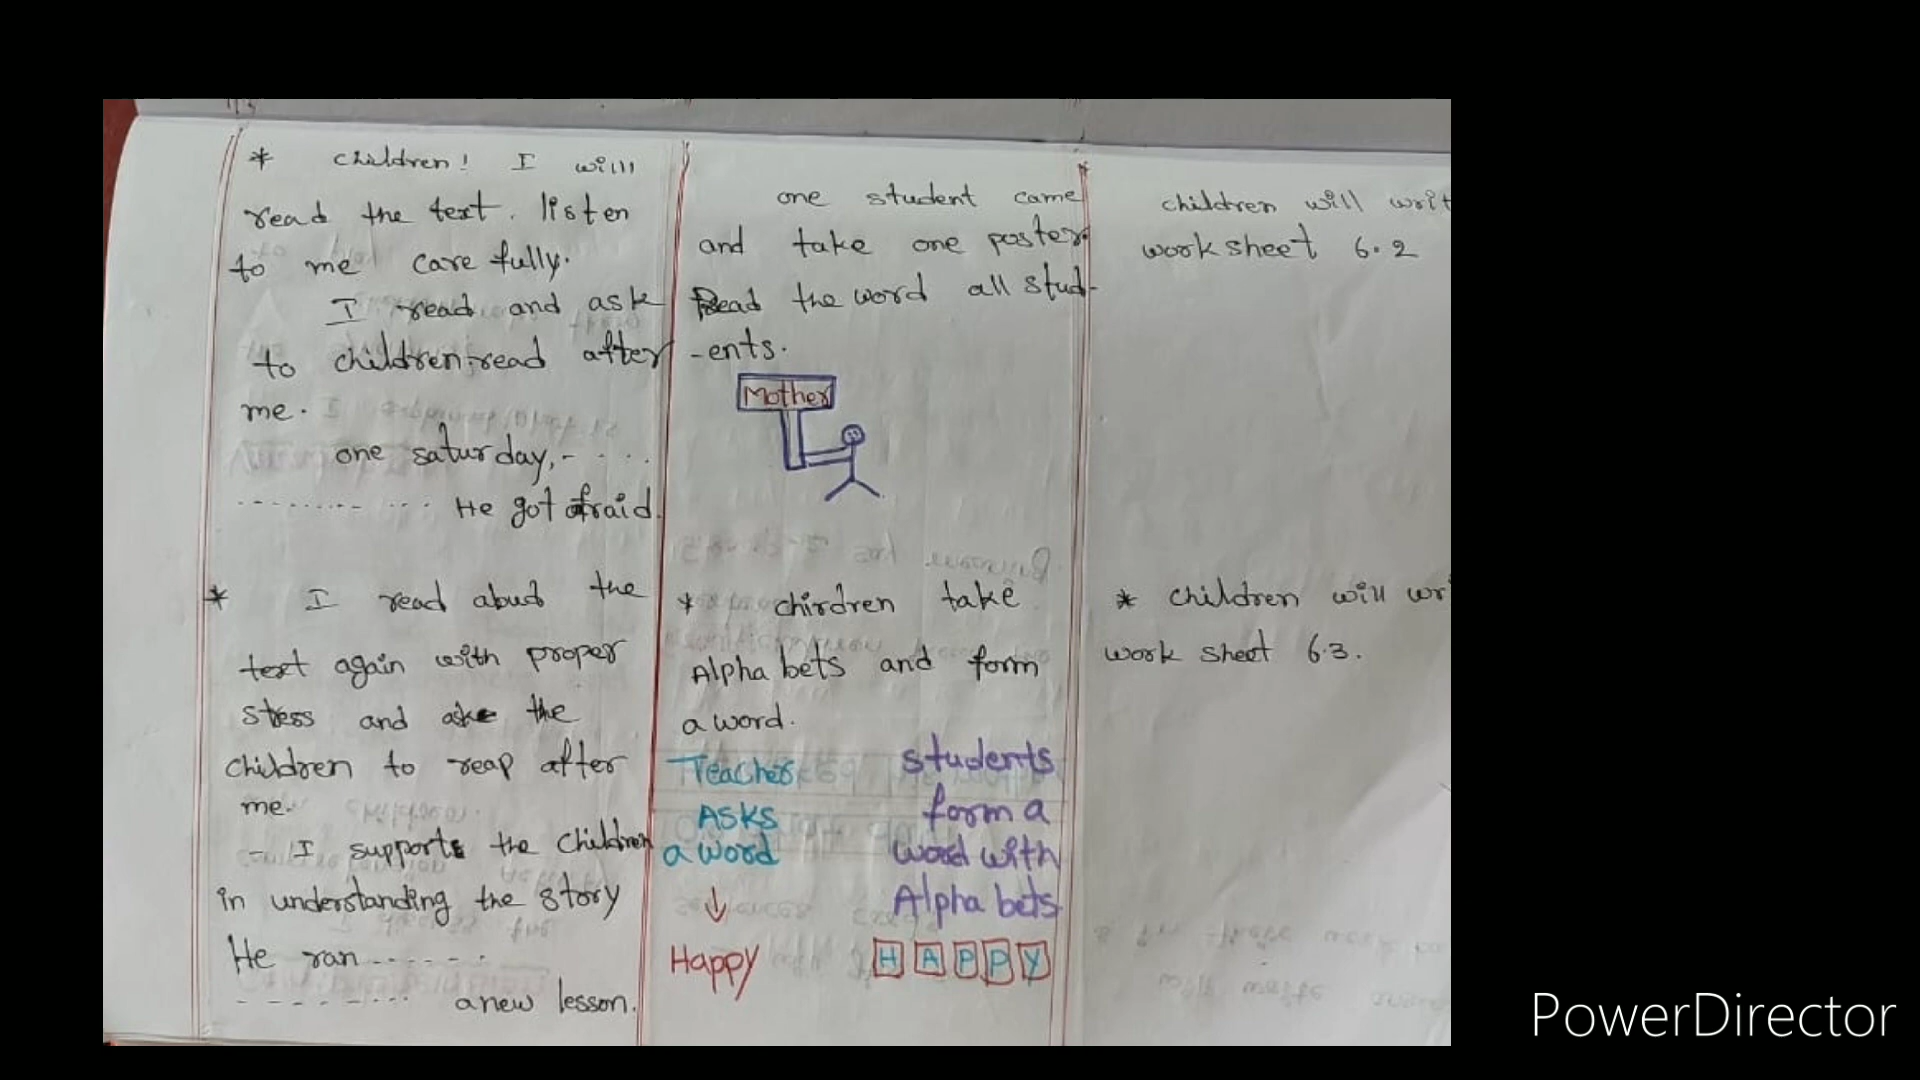 * children! I will
read the text. listen
to me care fully.
I read and ask
to children read after
me.
one saturday,- . . .
- - - - - - - - - - - - He got afraid.
* I read aboud the
text again with proper
stress and ask the
children to reap after
me.
- I supports the children
in understanding the story
He ran - - - - - -
- - - - - - - - a new lesson.
one student came
and take one poster
Read the word all stud-
-ents.
Mother
* chirdren take
Alpha bets and form
a word.
Teacher
Asks
a word
↓
Happy
students
form a
word with
Alpha bets
H A P P Y
*
children will writ
work sheet 6.2
* children will wri
work sheet 6.3.
PowerDirector